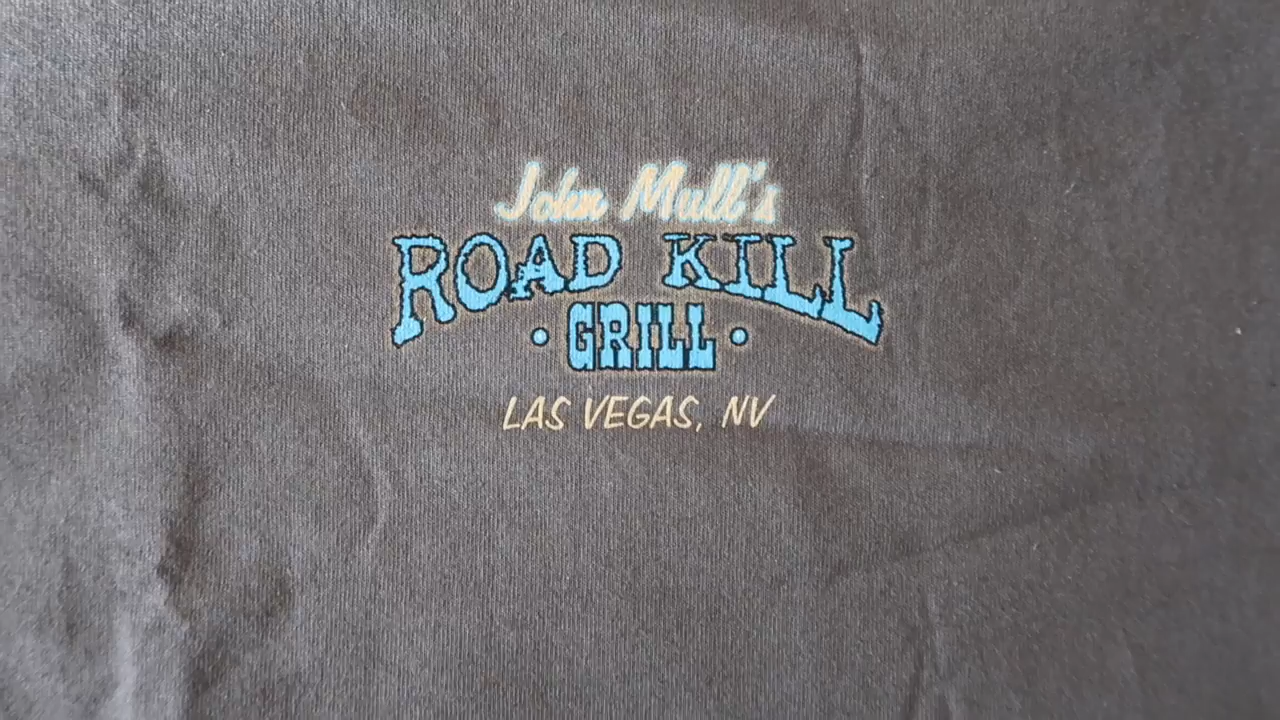 John Mull's
ROAD KILL
• GRILL •
LAS VEGAS, NV